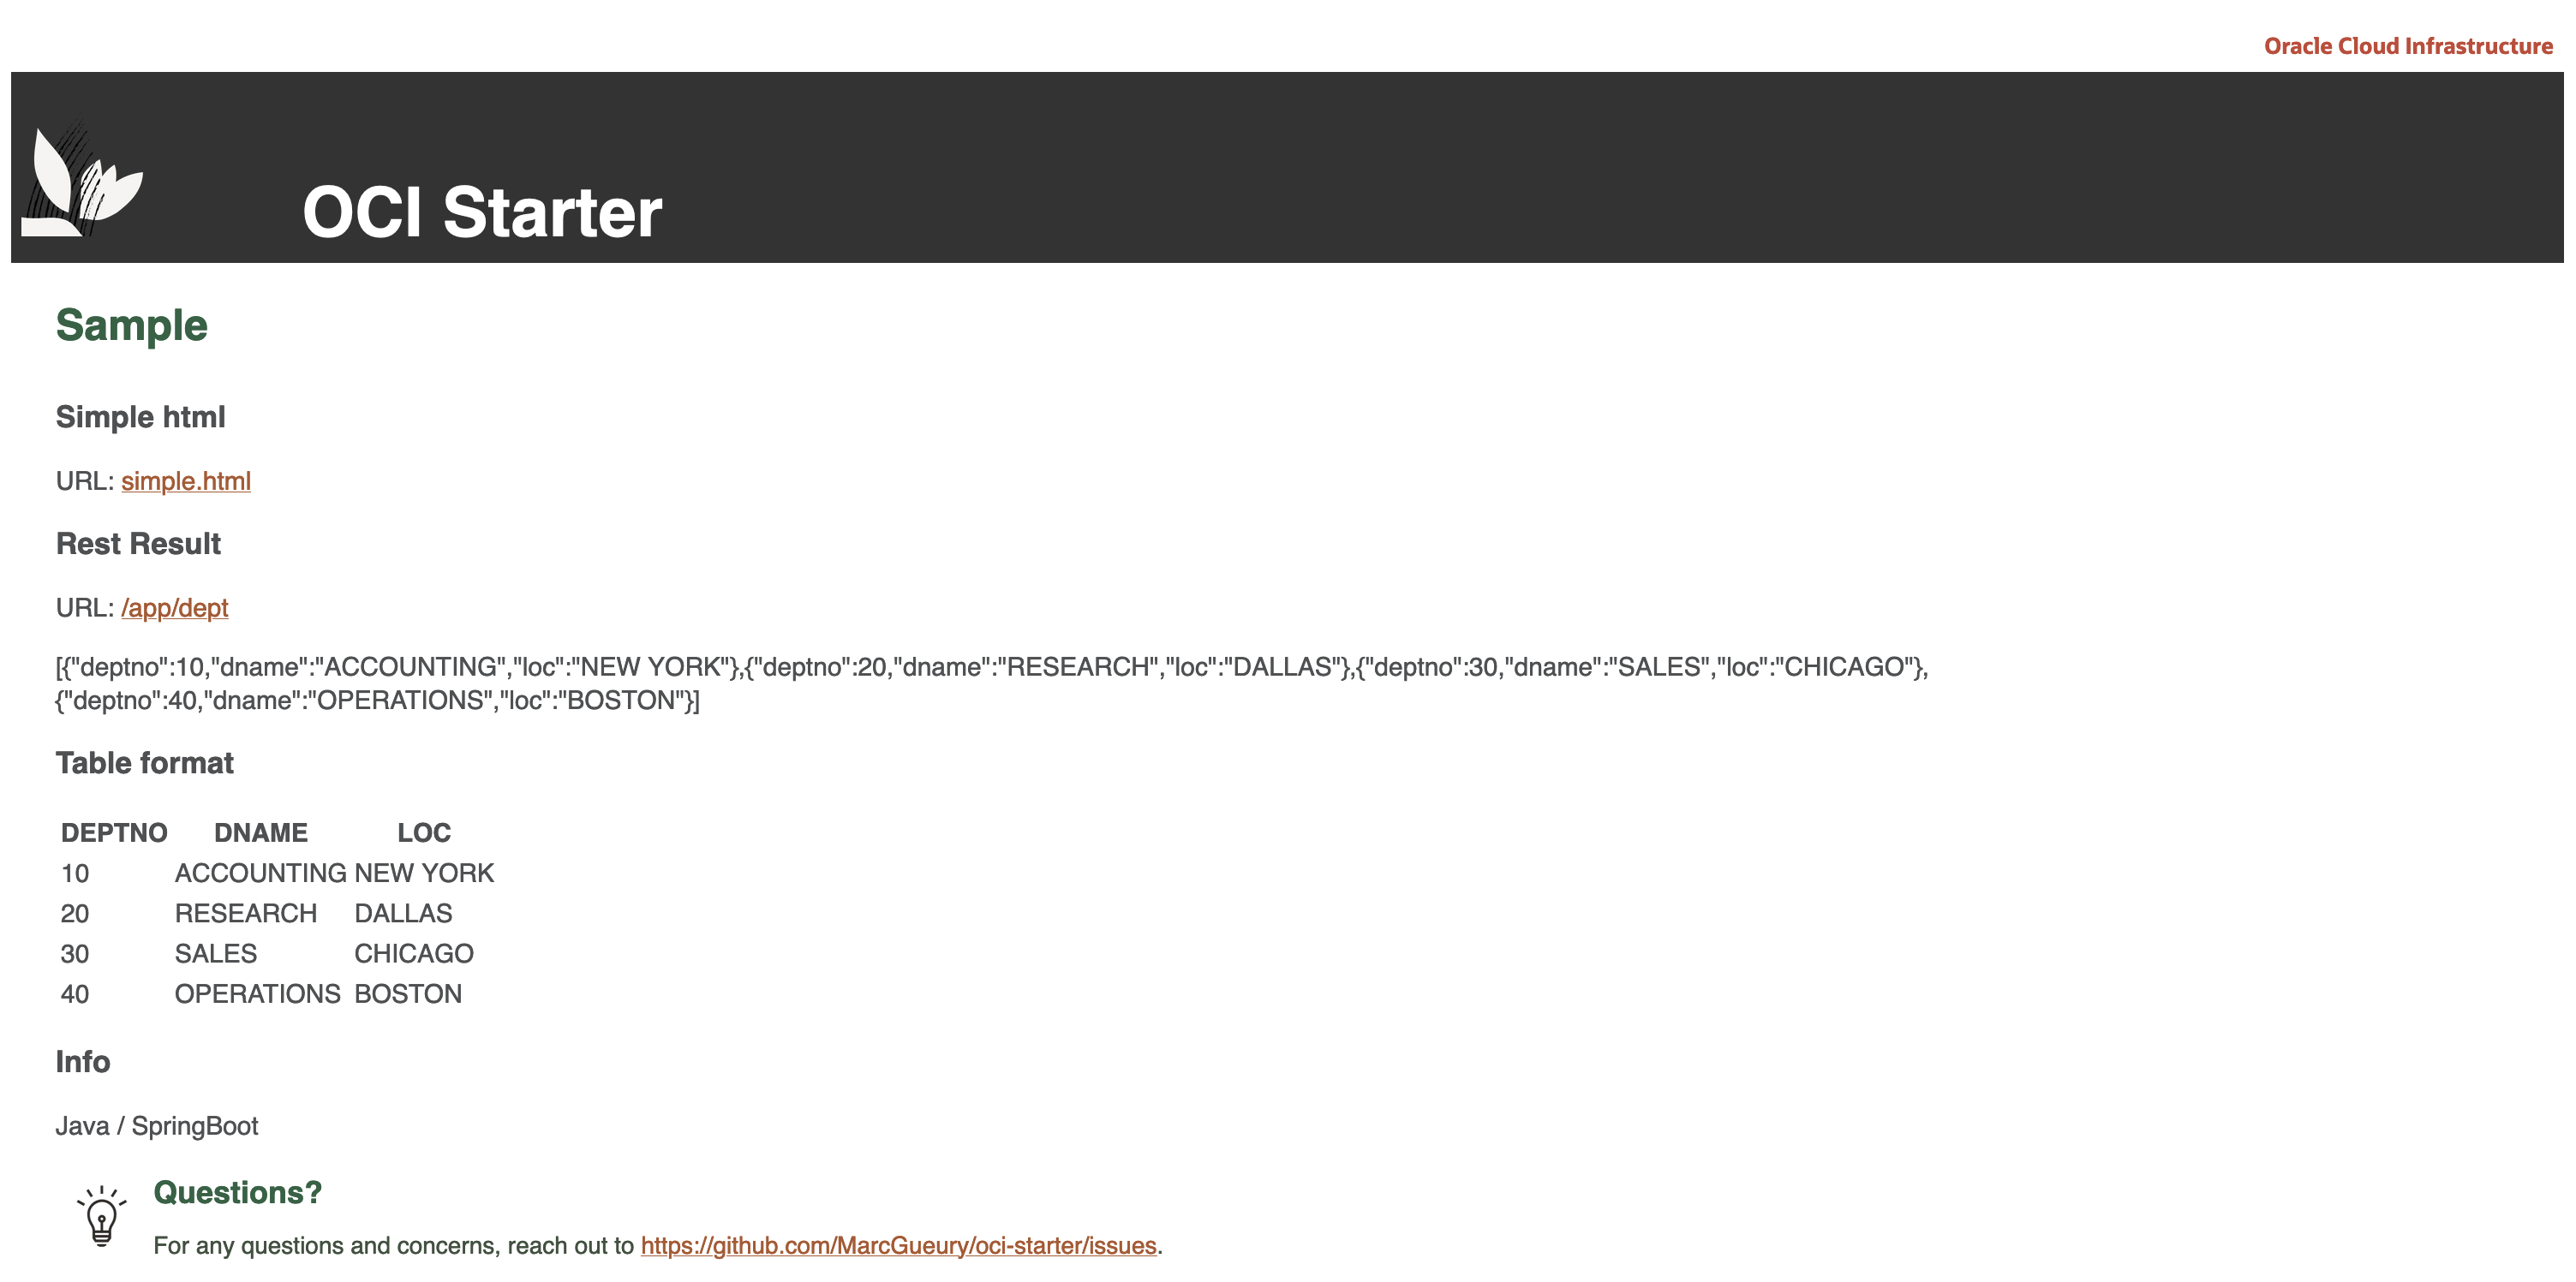 Oracle Cloud Infrastructure
OCI Starter
Sample
Simple html
URL: simple.html
Rest Result
URL: /app/dept
[{"deptno":10,"dname":"ACCOUNTING","loc":"NEW YORK"},{"deptno":20,"dname":"RESEARCH","loc":"DALLAS"},{"deptno":30,"dname":"SALES","loc":"CHICAGO"},
{"deptno":40,"dname":"OPERATIONS","loc":"BOSTON"}]
Table format
DEPTNO DNAME LOC
10 ACCOUNTING NEW YORK
20 RESEARCH DALLAS
30 SALES CHICAGO
40 OPERATIONS BOSTON
Info
Java / SpringBoot
Questions?
For any questions and concerns, reach out to https://github.com/MarcGueury/oci-starter/issues.